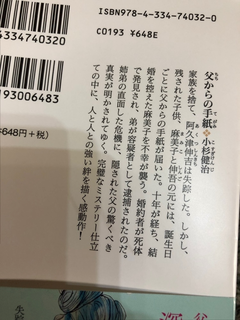 ISBN978-4-334-74032-0
C0193 ¥648E
334740320
93006483
¥648円+税)
父からの手紙 小杉健治
家族を捨て、阿久津伸吉は失踪した。しかし、
残された子供、麻美子と伸吾の元には、誕生日
ごとに父からの手紙が届いた。十年が経ち、結
婚を控えた麻美子を不幸が襲う。婚約者が死体
で発見され、弟が容疑者として逮捕されたのだ。
姉弟の直面した危機に、隠された父の驚くべき
真実が明かされてゆく。完璧なミステリー仕立
ての中に、人と人との強い絆を描く感動作！